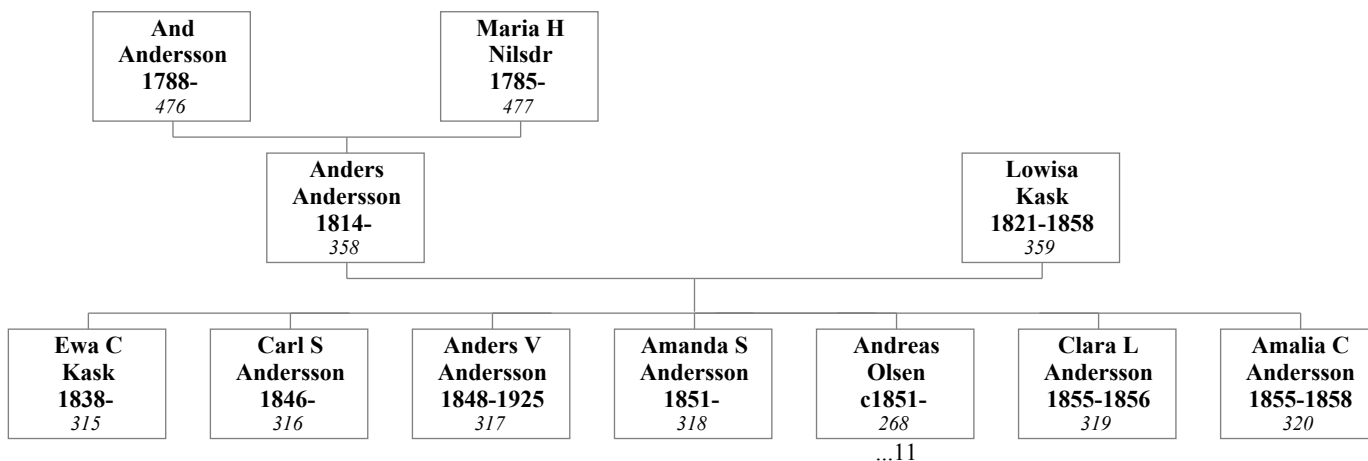 And
Andersson
1788-
476
Maria H
Nilsdr
1785-
477
Anders
Andersson
1814-
358
Lowisa
Kask
1821-1858
359
Ewa C
Kask
1838-
315
Carl S
Andersson
1846-
316
Anders V
Andersson
1848-1925
317
Amanda S
Andersson
1851-
318
Andreas
Olsen
c1851-
268
...11
Clara L
Andersson
1855-1856
319
Amalia C
Andersson
1855-1858
320